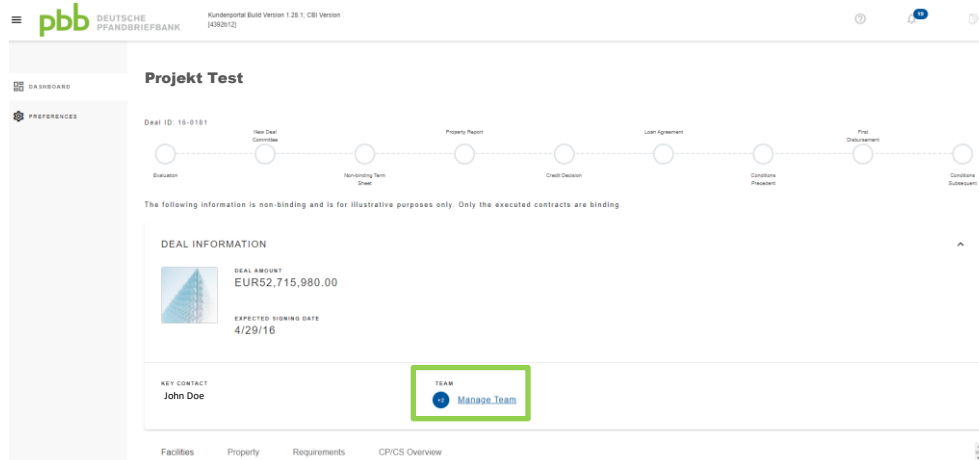 pbb DEUTSCHE
PFANDBRIEFBANK
Kundenportal Build Version 1.28.1; CBI Version
[4392b12]
10
DASHBOARD
PREFERENCES
Projekt Test
Deal ID: 16-0181
New Deal
Committee
Property Report
Loan Agreement
First
Disbursement
Evaluation
Non-binding Term
Sheet
Credit Decision
Conditions
Precedent
Conditions
Subsequent
The following information is non-binding and is for illustrative purposes only. Only the executed contracts are binding.
DEAL INFORMATION
DEAL AMOUNT
EUR52,715,980.00
EXPECTED SIGNING DATE
4/29/16
KEY CONTACT
John Doe
TEAM
+2 Manage Team
Facilities Property Requirements CP/CS Overview